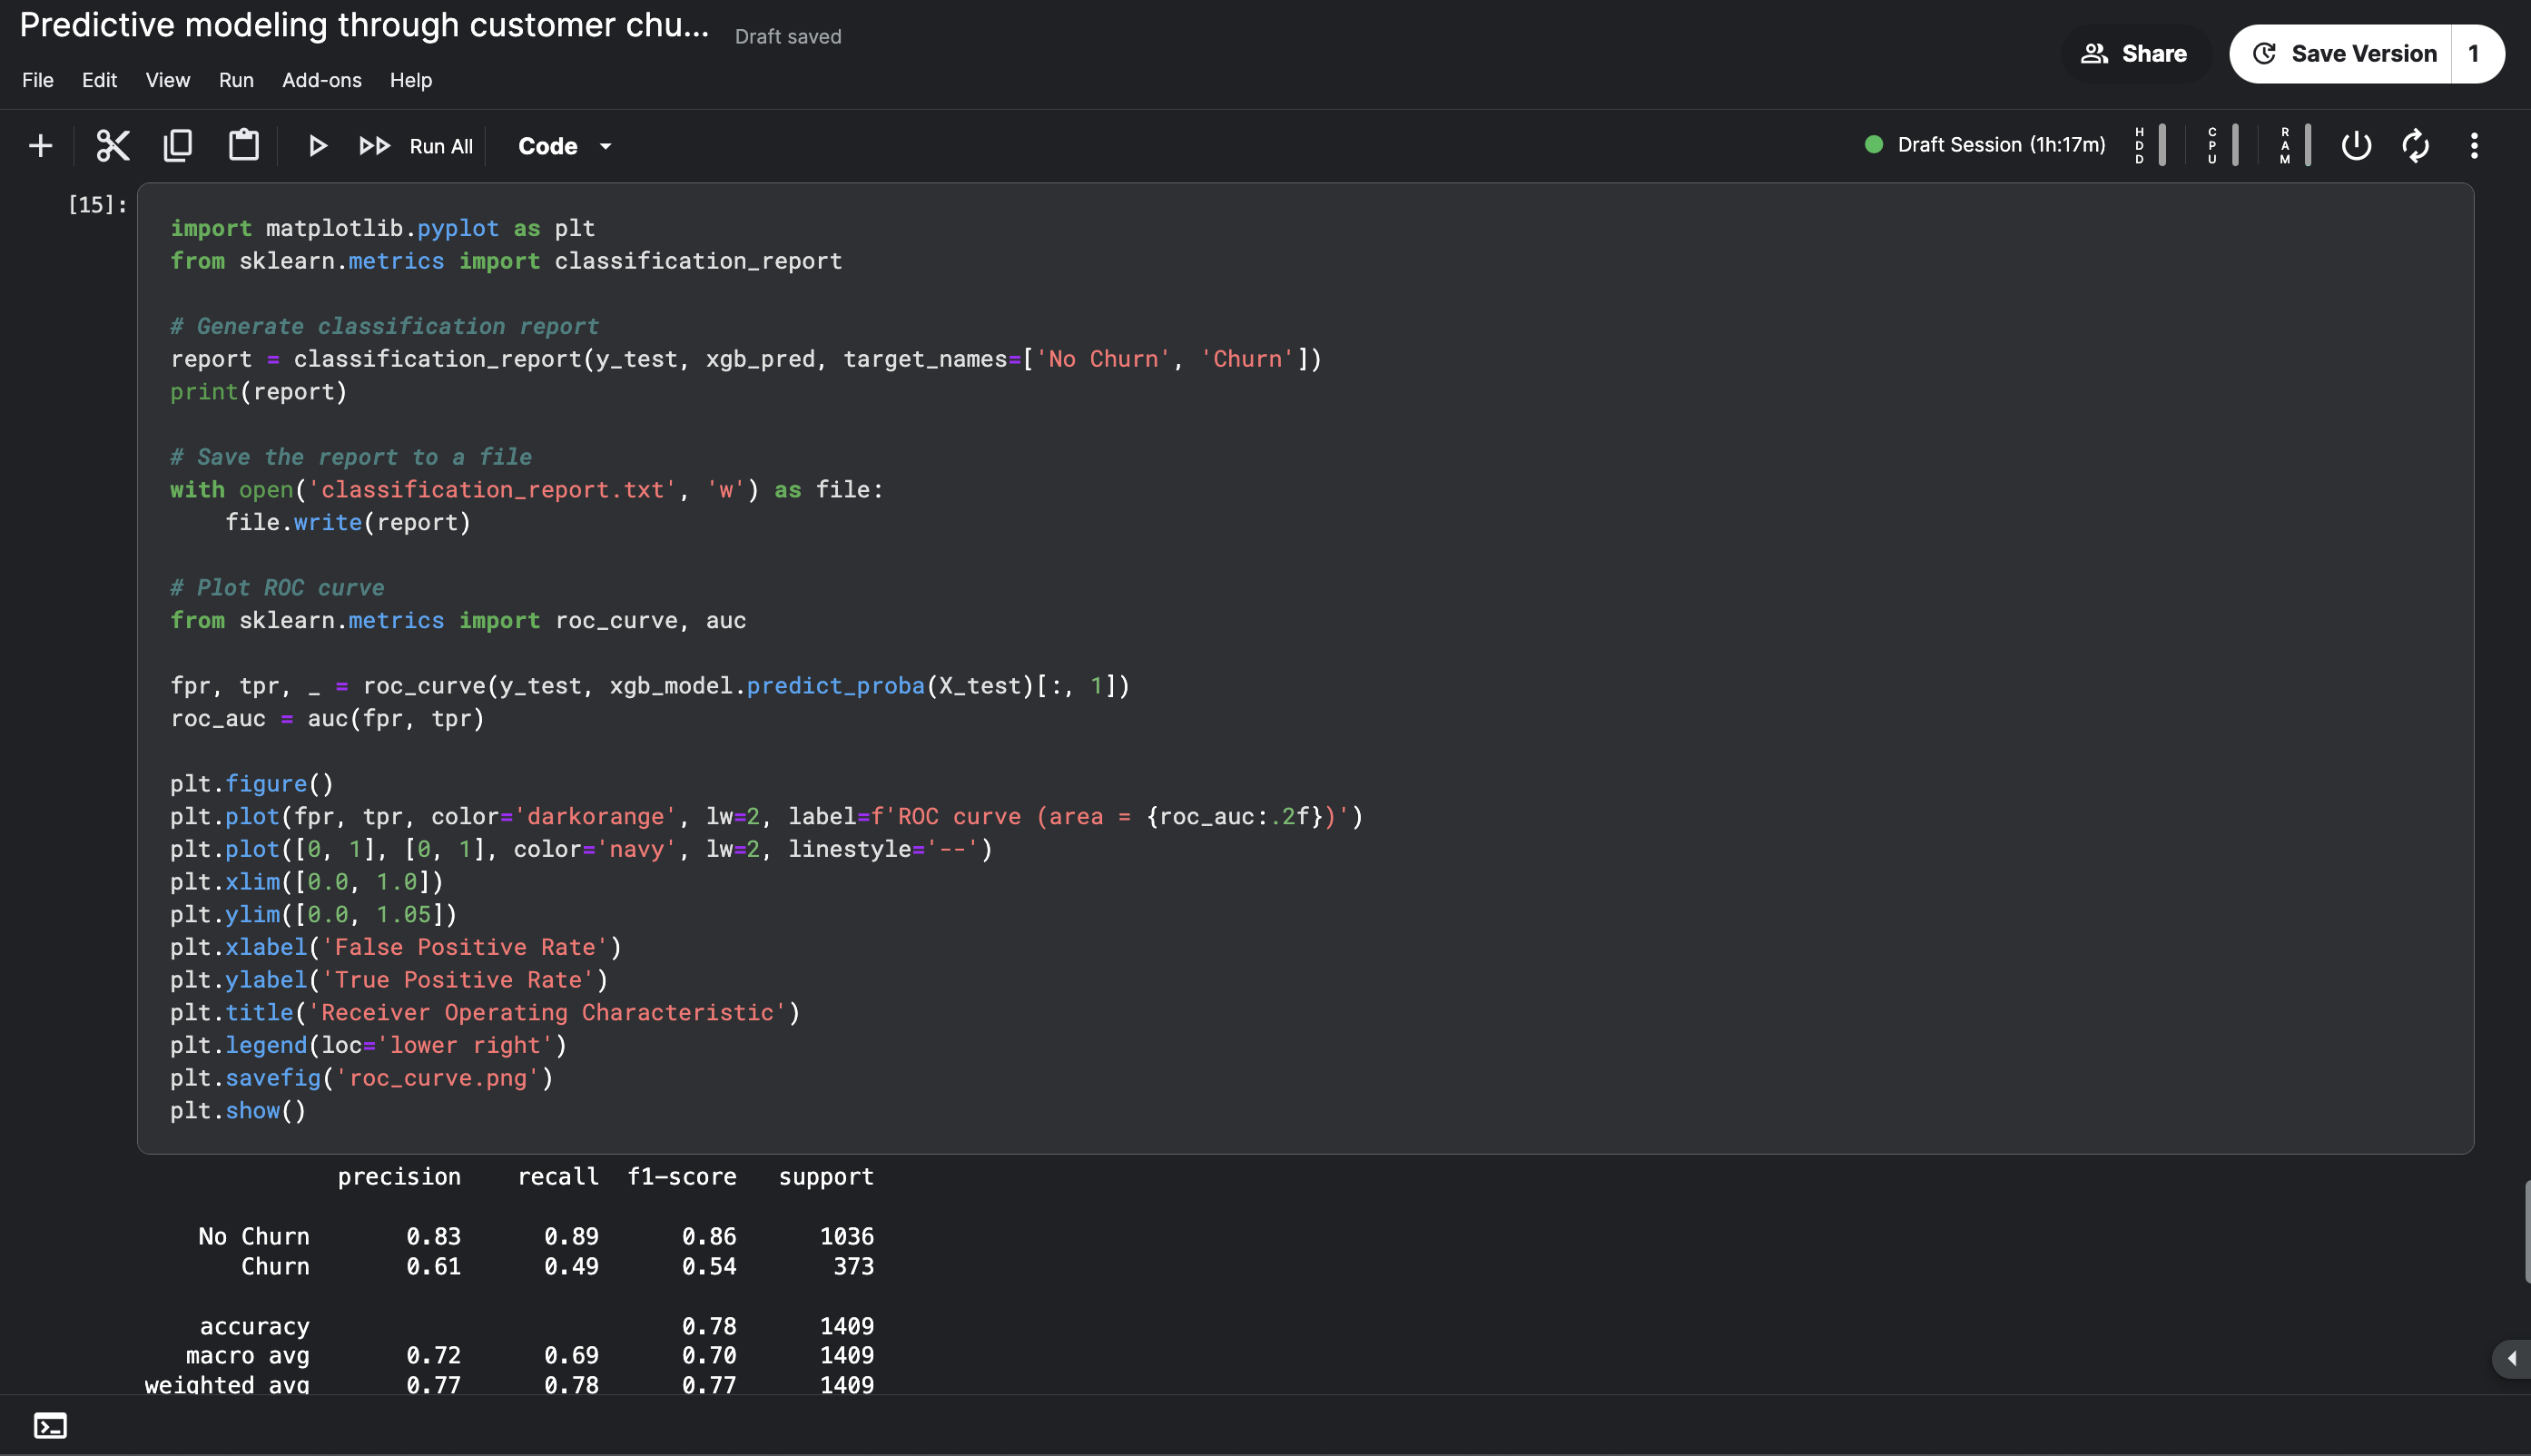 Predictive modeling through customer chu...
Draft saved
Share
Save Version
1
File Edit View Run Add-ons Help
Run All
Code
Draft Session (1h:17m)
HDD
CPU
RAM
[15]:
import matplotlib.pyplot as plt
from sklearn.metrics import classification_report
# Generate classification report
report = classification_report(y_test, xgb_pred, target_names=['No Churn', 'Churn'])
print(report)
# Save the report to a file
with open('classification_report.txt', 'w') as file:
    file.write(report)
# Plot ROC curve
from sklearn.metrics import roc_curve, auc
fpr, tpr, _ = roc_curve(y_test, xgb_model.predict_proba(X_test)[:, 1])
roc_auc = auc(fpr, tpr)
plt.figure()
plt.plot(fpr, tpr, color='darkorange', lw=2, label=f'ROC curve (area = {roc_auc:.2f})')
plt.plot([0, 1], [0, 1], color='navy', lw=2, linestyle='--')
plt.xlim([0.0, 1.0])
plt.ylim([0.0, 1.05])
plt.xlabel('False Positive Rate')
plt.ylabel('True Positive Rate')
plt.title('Receiver Operating Characteristic')
plt.legend(loc='lower right')
plt.savefig('roc_curve.png')
plt.show()
precision recall f1-score support
No Churn 0.83 0.89 0.86 1036
Churn 0.61 0.49 0.54 373
accuracy 0.78 1409
macro avg 0.72 0.69 0.70 1409
weighted avg 0.77 0.78 0.77 1409